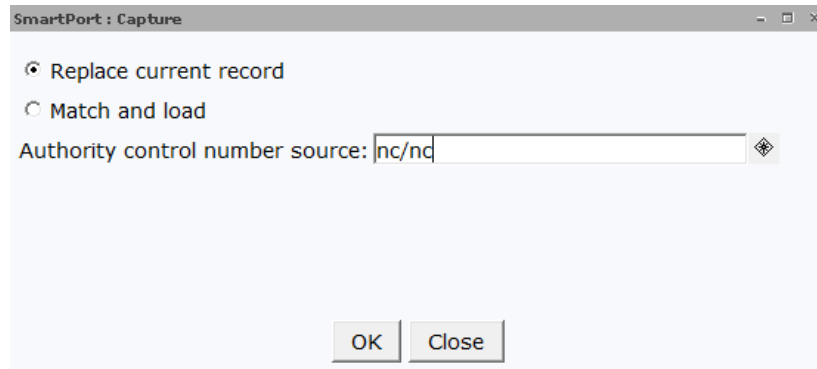 SmartPort : Capture
Replace current record
Match and load
Authority control number source: nc/nc
OK Close